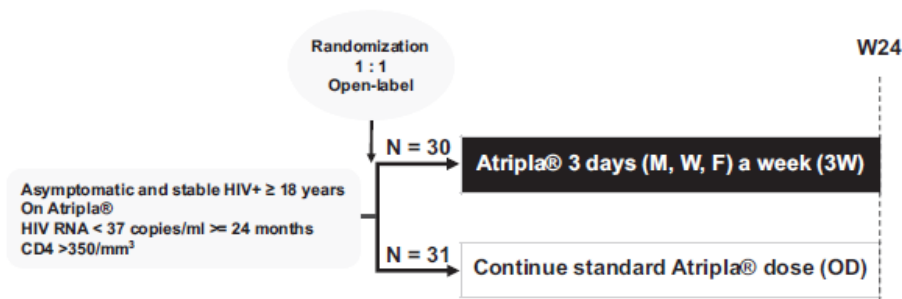 Randomization
1 : 1
Open-label
W24
N = 30
Atripla® 3 days (M, W, F) a week (3W)
Asymptomatic and stable HIV+ ≥ 18 years
On Atripla®
HIV RNA < 37 copies/ml >= 24 months
CD4 >350/mm³
N = 31
Continue standard Atripla® dose (OD)